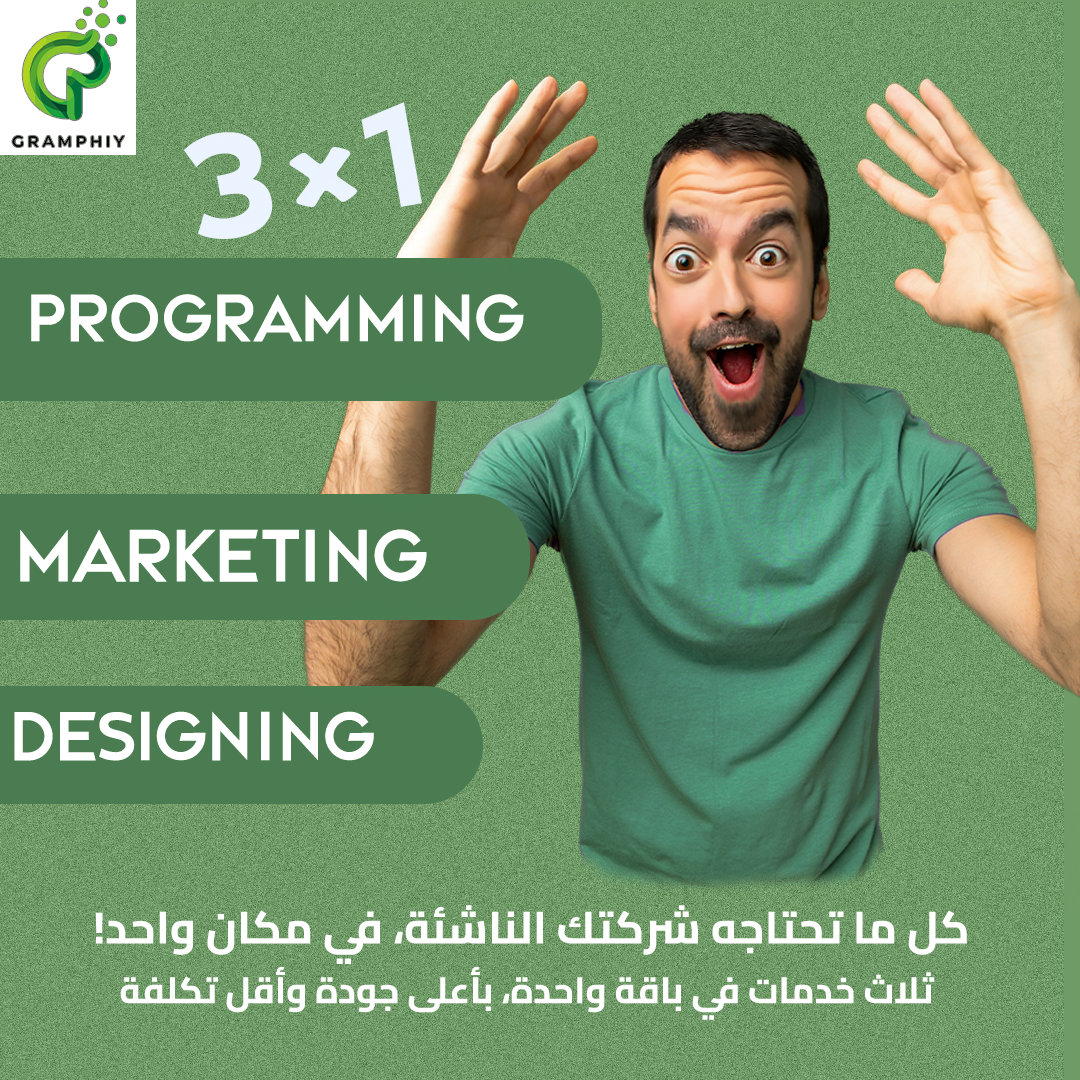 GRAMPHIY
3×1
PROGRAMMING
MARKETING
DESIGNING
كل ما تحتاجه شركتك الناشئة، في مكان واحد!
ثلاث خدمات في باقة واحدة، بأعلى جودة وأقل تكلفة